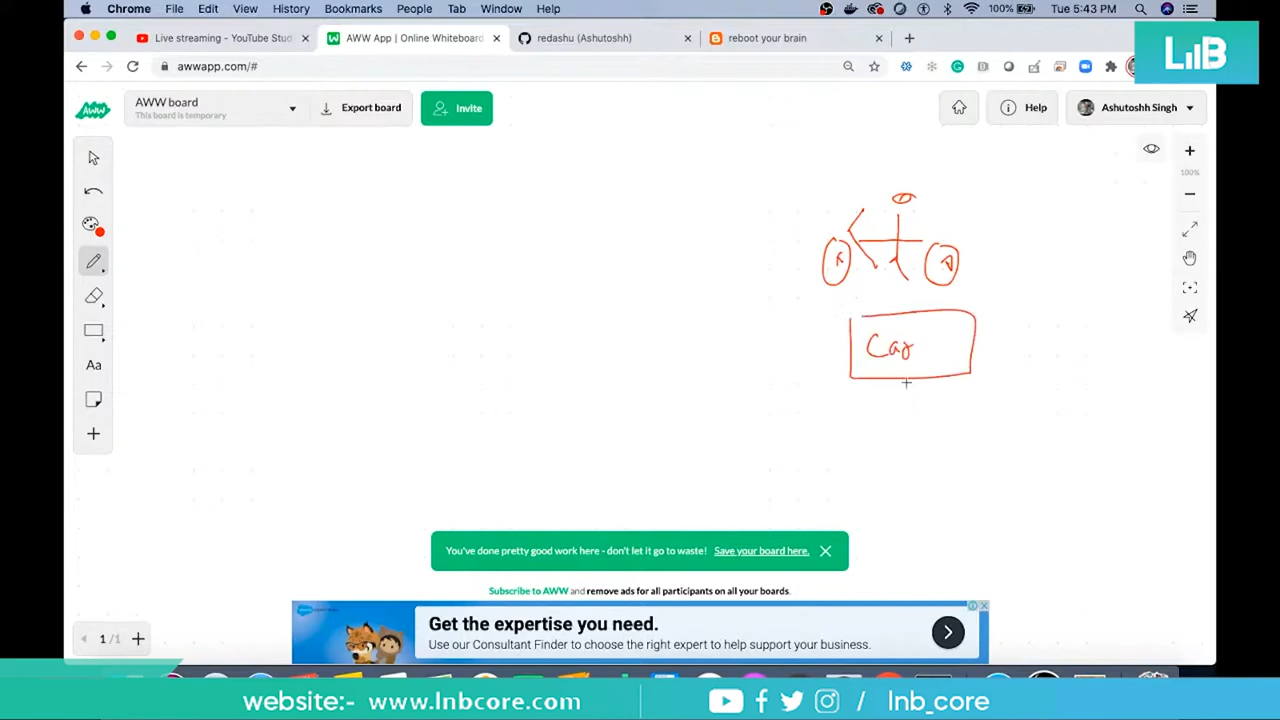 Chrome File Edit View History Bookmarks People Tab Window Help 100% Tue 5:43 PM
Live streaming - YouTube Stud
AWW App | Online Whiteboard
redashu (Ashutoshh)
reboot your brain
LnB
awwapp.com/#
AWW
AWW board
This board is temporary
Export board
Invite
Help
Ashutoshh Singh
100%
Aa
Car
You've done pretty good work here - don't let it go to waste! Save your board here.
Subscribe to AWW and remove ads for all participants on all your boards.
Get the expertise you need.
Use our Consultant Finder to choose the right expert to help support your business.
1 /1
website:- www.lnbcore.com
lnb_core